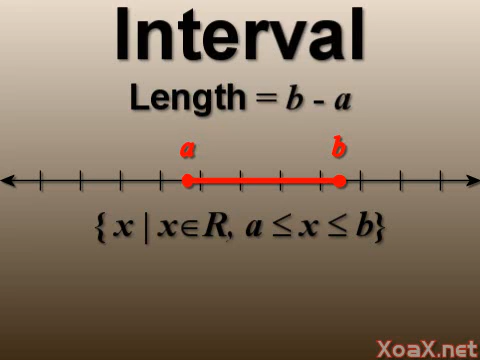 Interval
Length = b - a
a b
{ x | x∈R, a ≤ x ≤ b}
XoaX.net